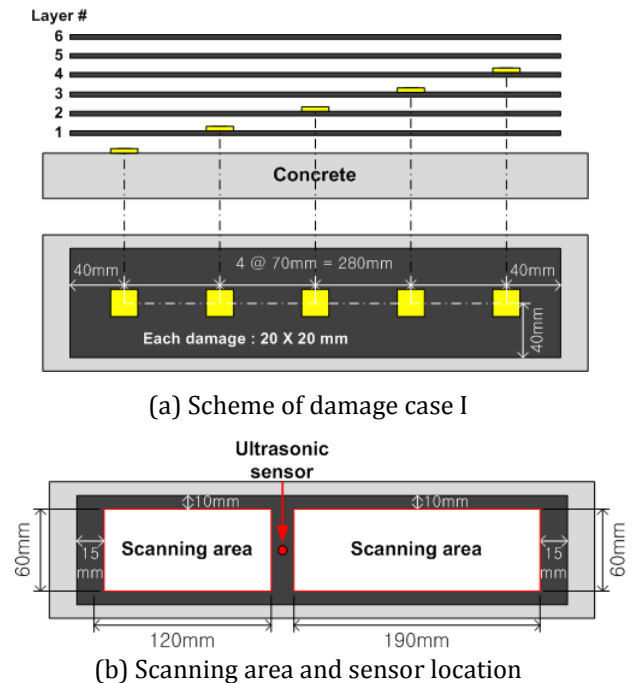 Layer #
6
5
4
3
2
1
Concrete
40mm
4 @ 70mm = 280mm
40mm
Each damage : 20 X 20 mm
40mm
(a) Scheme of damage case I
Ultrasonic
sensor
10mm
10mm
60mm
15
mm
Scanning area
Scanning area
15
mm
60mm
120mm
190mm
(b) Scanning area and sensor location